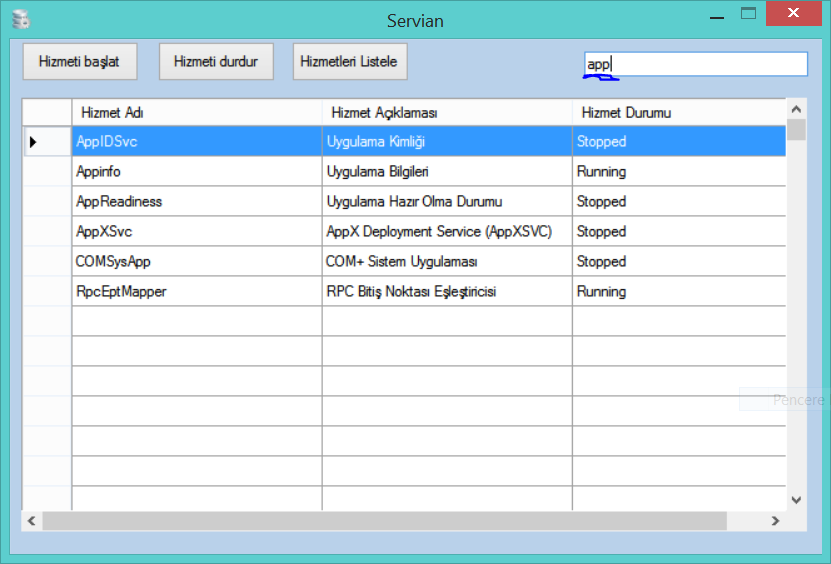 Servian
Hizmeti başlat Hizmeti durdur Hizmetleri Listele app
Hizmet Adı Hizmet Açıklaması Hizmet Durumu
AppIDSvc Uygulama Kimliği Stopped
Appinfo Uygulama Bilgileri Running
AppReadiness Uygulama Hazır Olma Durumu Stopped
AppXSvc AppX Deployment Service (AppXSVC) Stopped
COMSysApp COM+ Sistem Uygulaması Stopped
RpcEptMapper RPC Bitiş Noktası Eşleştiricisi Running
Pencere